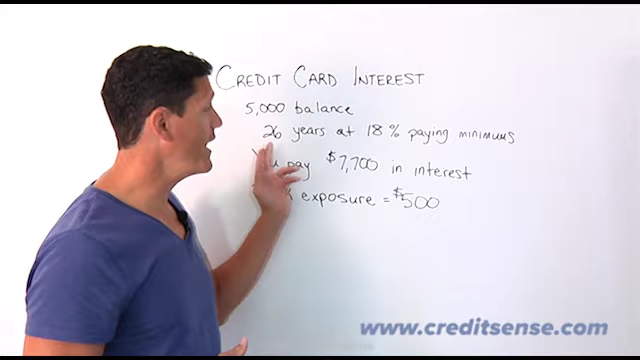 CREDIT CARD INTEREST
5,000 balance
26 years at 18% paying minimums
pay $7,700 in interest
exposure = $500
www.creditsense.com